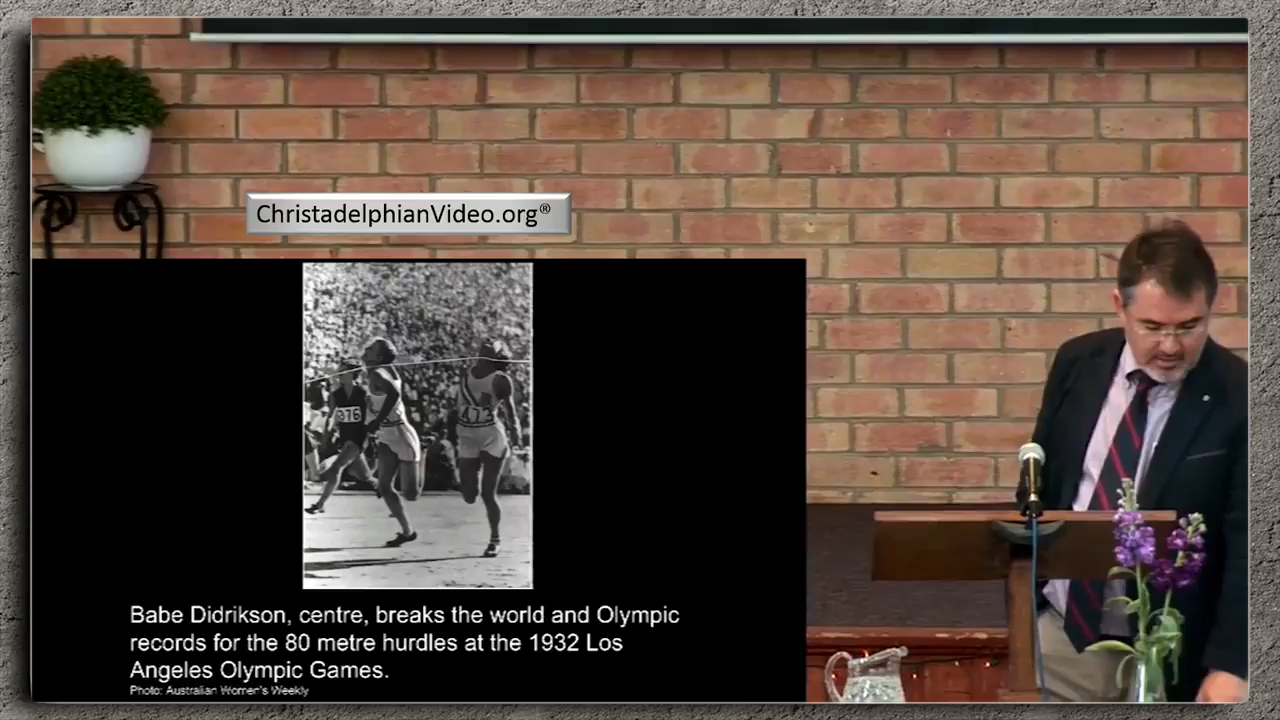 ChristadelphianVideo.org®
376
473
Babe Didrikson, centre, breaks the world and Olympic
records for the 80 metre hurdles at the 1932 Los
Angeles Olympic Games.
Photo: Australian Women's Weekly